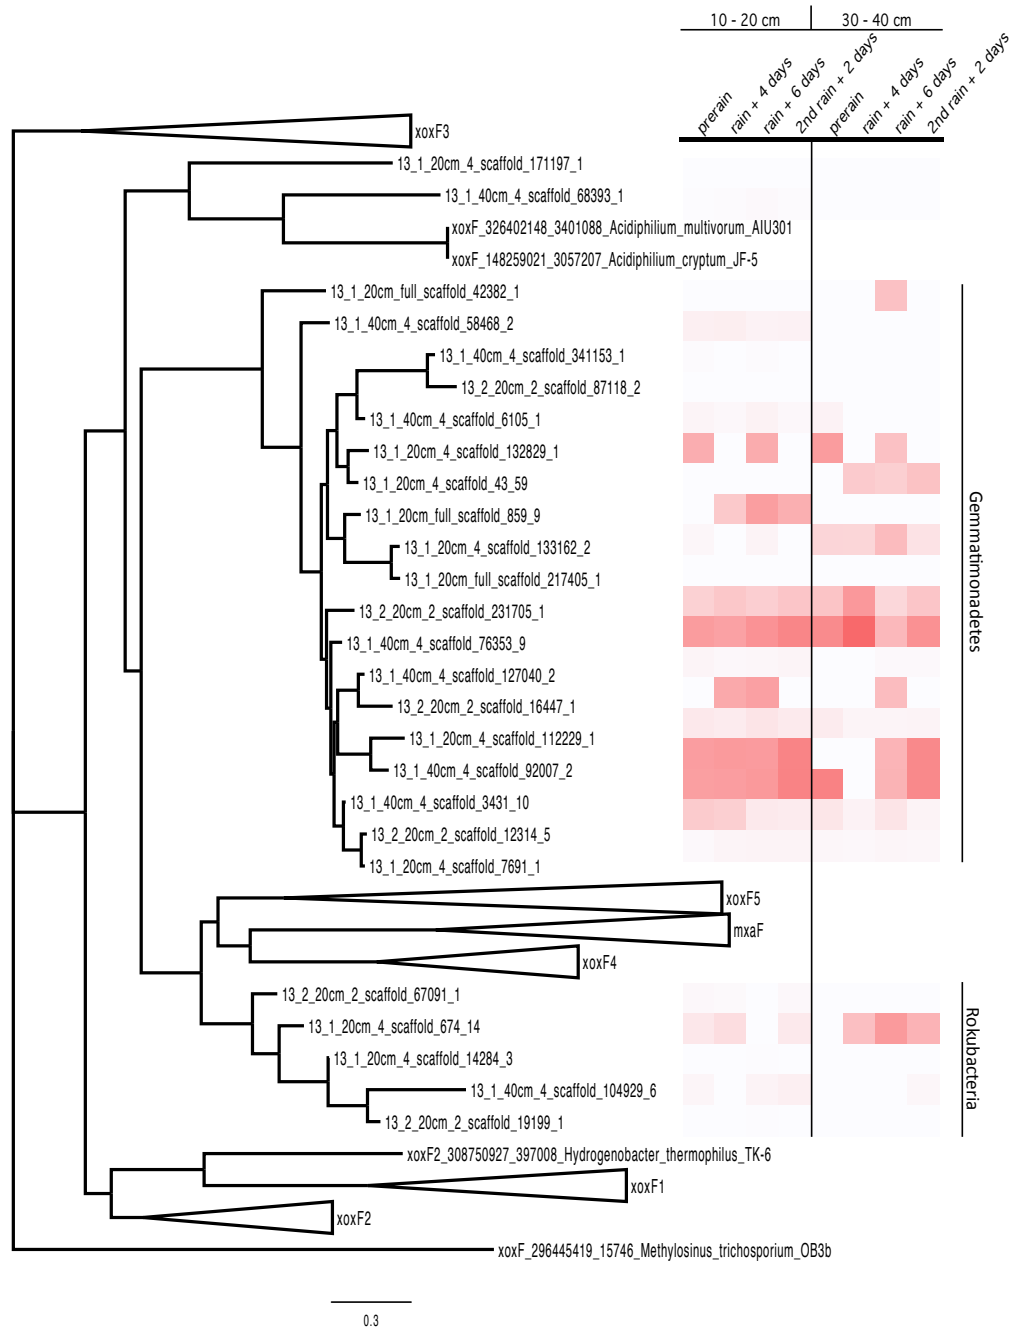 10 - 20 cm
30 - 40 cm
prerain
rain + 4 days
rain + 6 days
2nd rain + 2 days
prerain
rain + 4 days
rain + 6 days
2nd rain + 2 days
xoxF3
13_1_20cm_4_scaffold_171197_1
13_1_40cm_4_scaffold_68393_1
xoxF_326402148_3401088_Acidiphilium_multivorum_AIU301
xoxF_148259021_3057207_Acidiphilium_cryptum_JF-5
13_1_20cm_full_scaffold_42382_1
13_1_40cm_4_scaffold_58468_2
13_1_40cm_4_scaffold_341153_1
13_2_20cm_2_scaffold_87118_2
13_1_40cm_4_scaffold_6105_1
13_1_20cm_4_scaffold_132829_1
13_1_20cm_4_scaffold_43_59
13_1_20cm_full_scaffold_859_9
13_1_20cm_4_scaffold_133162_2
13_1_20cm_full_scaffold_217405_1
13_2_20cm_2_scaffold_231705_1
13_1_40cm_4_scaffold_76353_9
13_1_40cm_4_scaffold_127040_2
13_2_20cm_2_scaffold_16447_1
13_1_20cm_4_scaffold_112229_1
13_1_40cm_4_scaffold_92007_2
13_1_40cm_4_scaffold_3431_10
13_2_20cm_2_scaffold_12314_5
13_1_20cm_4_scaffold_7691_1
Gemmatimonadetes
xoxF5
mxaF
xoxF4
13_2_20cm_2_scaffold_67091_1
13_1_20cm_4_scaffold_674_14
13_1_20cm_4_scaffold_14284_3
13_1_40cm_4_scaffold_104929_6
13_2_20cm_2_scaffold_19199_1
Rokubacteria
xoxF2_308750927_397008_Hydrogenobacter_thermophilus_TK-6
xoxF1
xoxF2
xoxF_296445419_15746_Methylosinus_trichosporium_OB3b
0.3